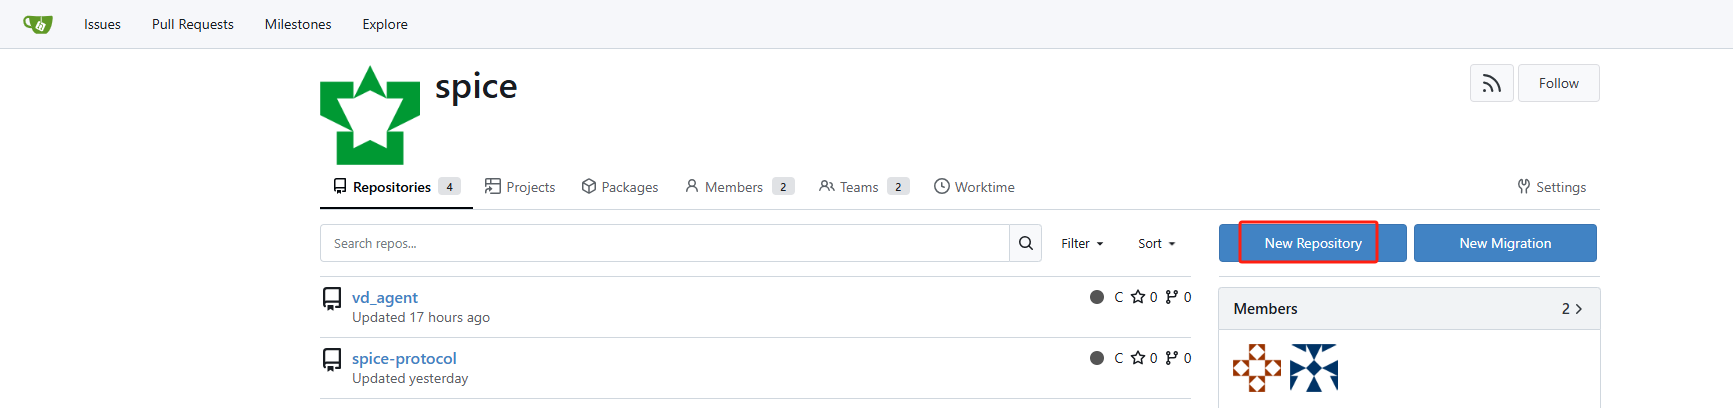 Issues Pull Requests Milestones Explore
spice
Follow
Repositories 4 Projects Packages Members 2 Teams 2 Worktime Settings
Search repos... Filter Sort New Repository New Migration
vd_agent C 0 0
Updated 17 hours ago
Members 2
spice-protocol C 0 0
Updated yesterday